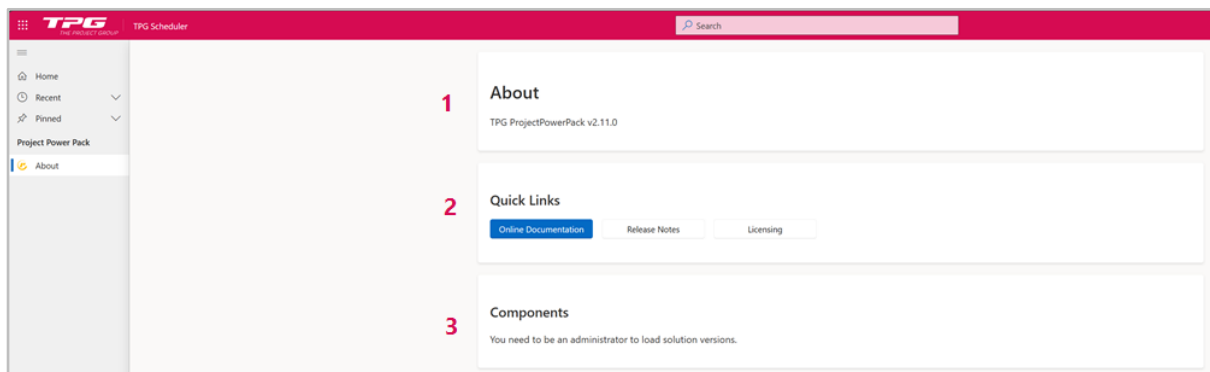 TPG
THE PROJECT GROUP
TPG Scheduler
Search
Home
Recent
Pinned
Project Power Pack
About
1
About
TPG ProjectPowerPack v2.11.0
2
Quick Links
Online Documentation Release Notes Licensing
3
Components
You need to be an administrator to load solution versions.